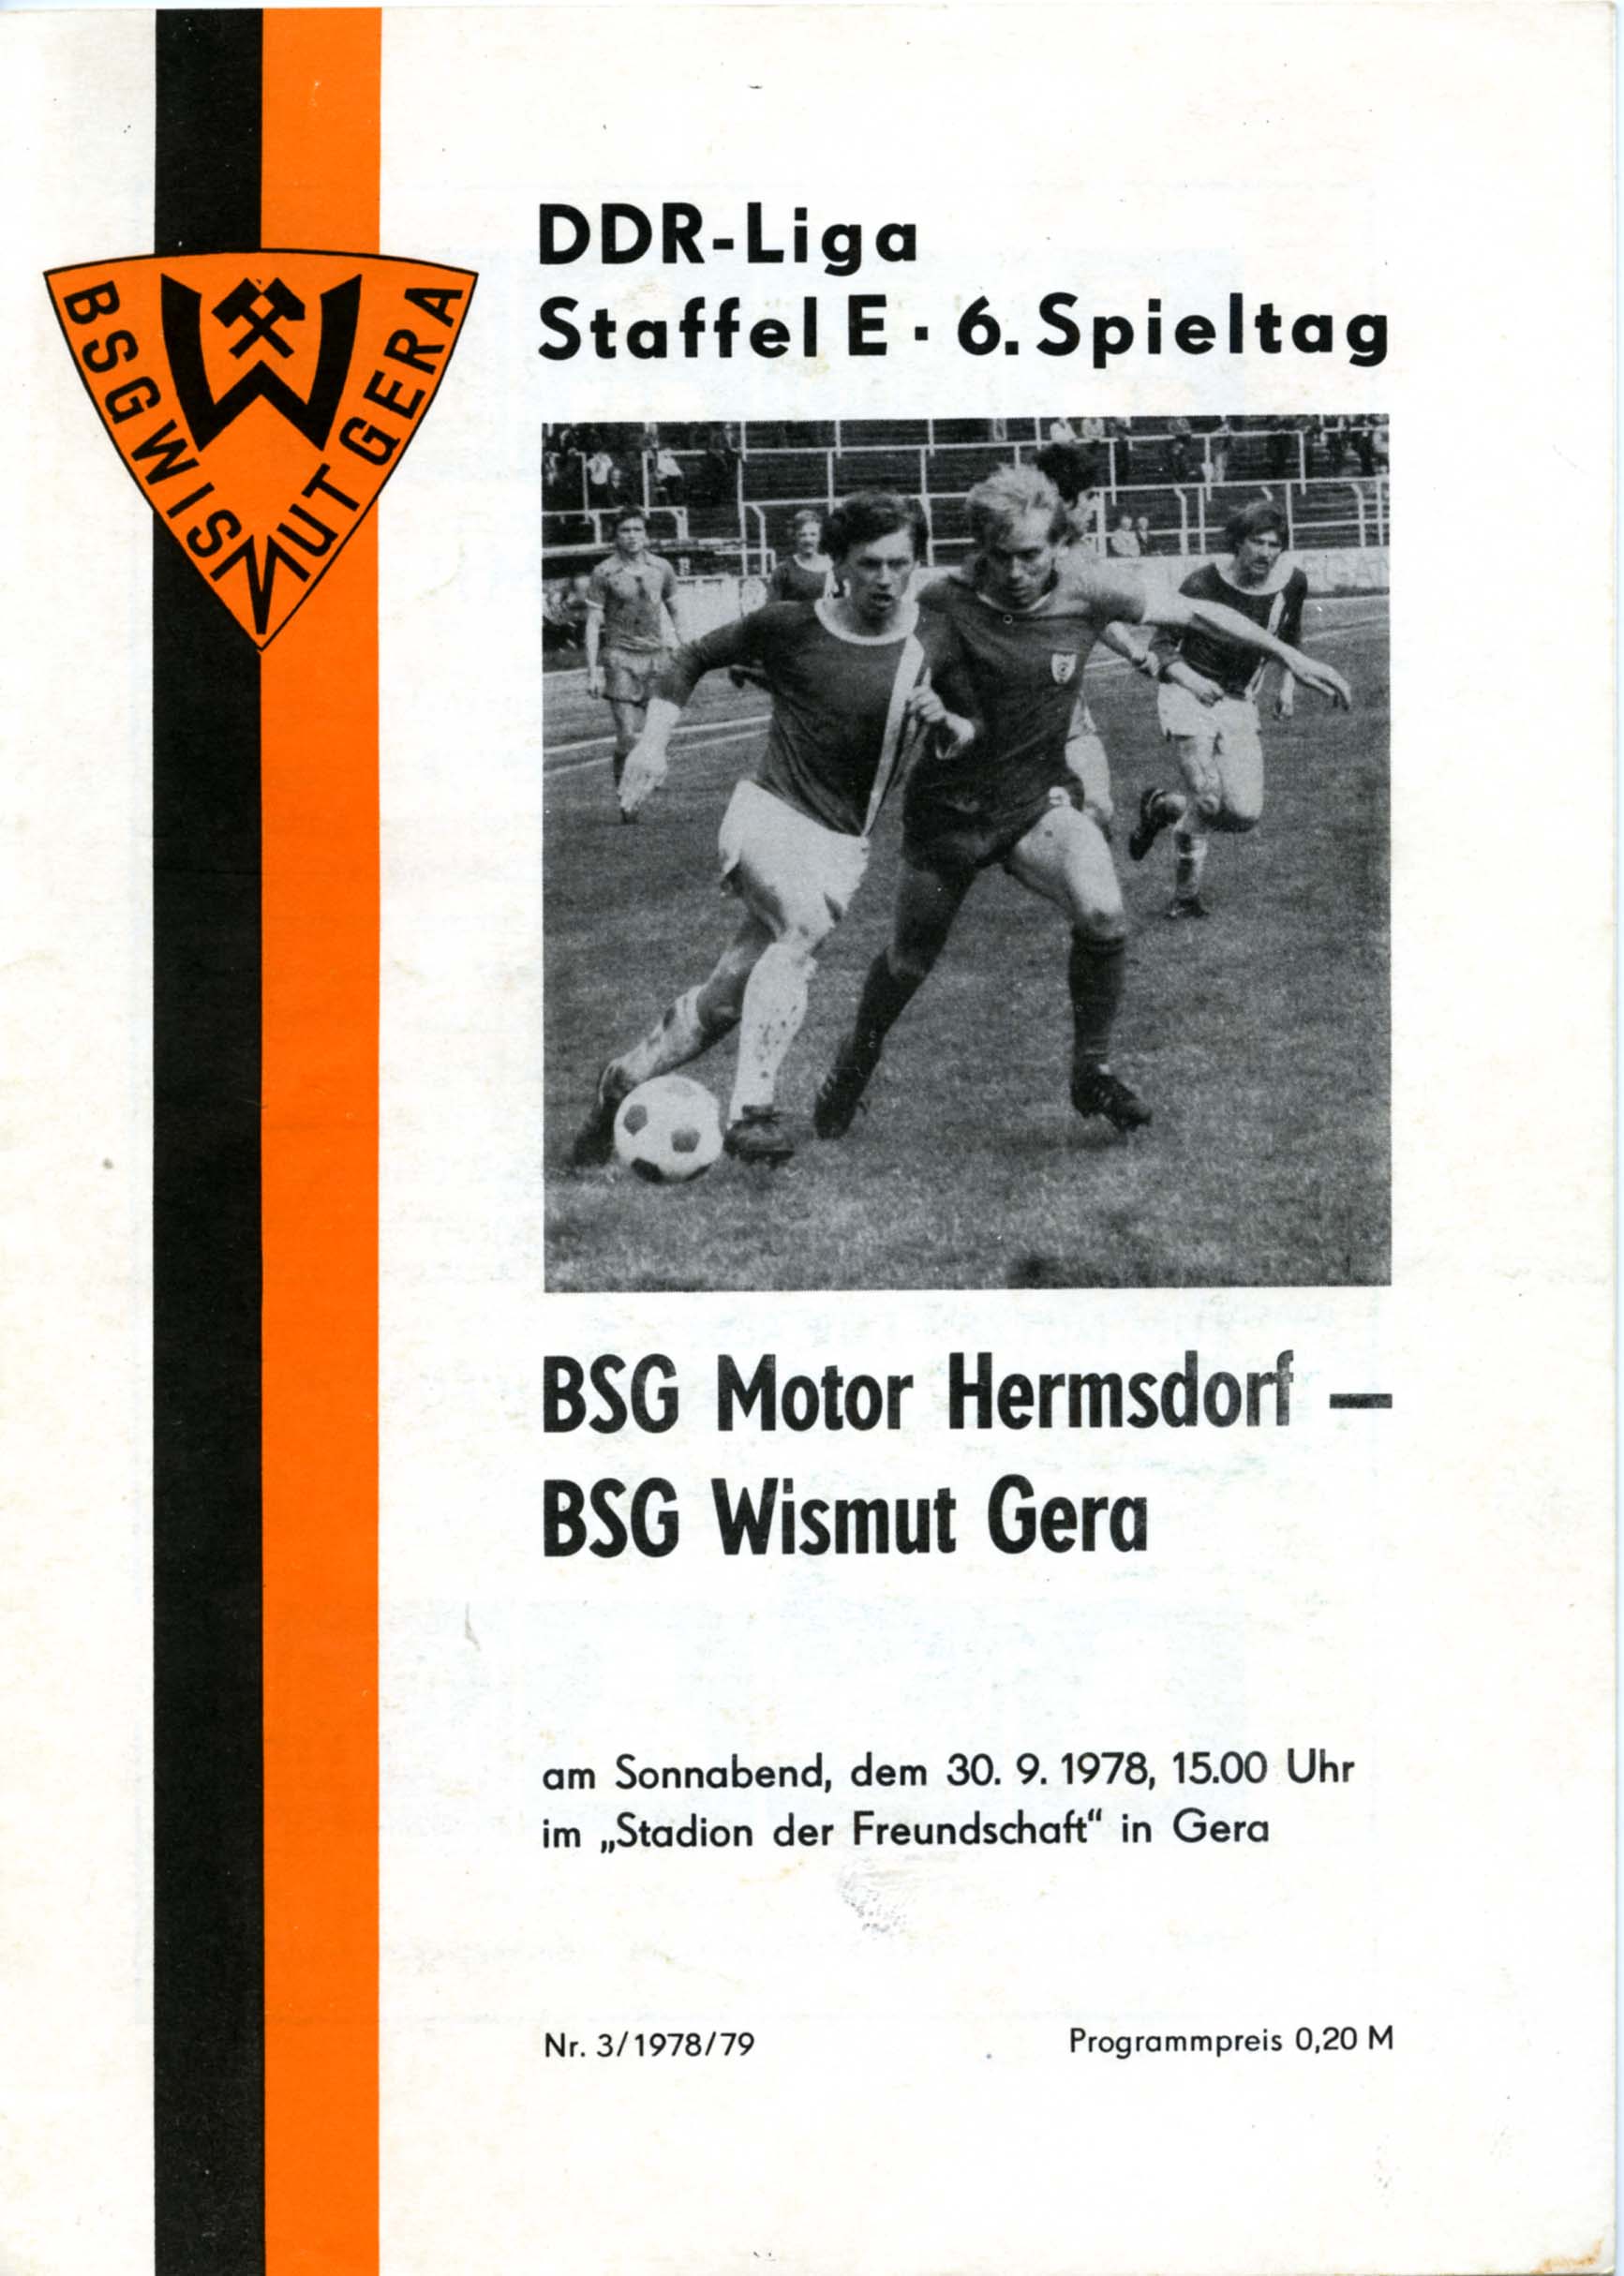 BSG WISMUT GERA
DDR-Liga
Staffel E · 6. Spieltag
BSG Motor Hermsdorf –
BSG Wismut Gera
am Sonnabend, dem 30. 9. 1978, 15.00 Uhr
im „Stadion der Freundschaft“ in Gera
Nr. 3/1978/79
Programmpreis 0,20 M